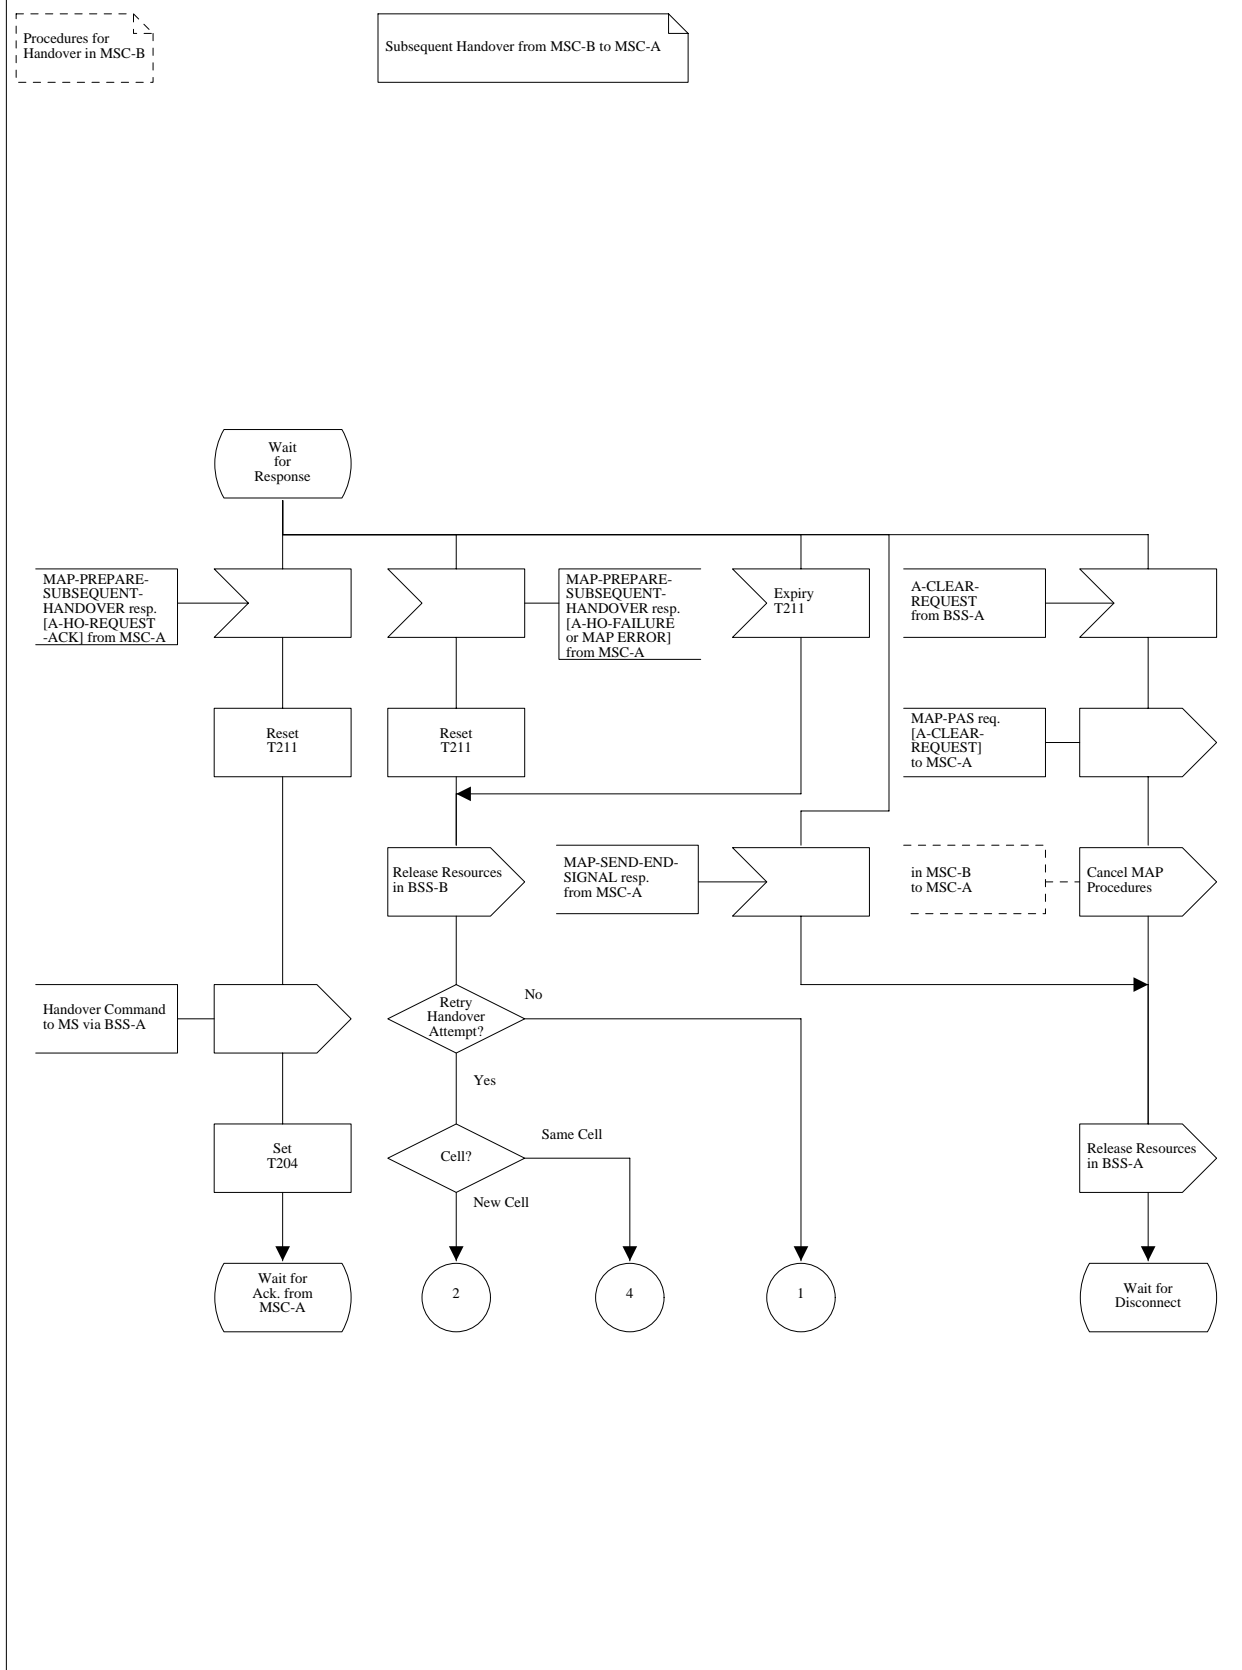 Procedures for
Handover in MSC-B
Subsequent Handover from MSC-B to MSC-A
Wait
for
Response
MAP-PREPARE-
SUBSEQUENT-
HANDOVER resp.
[A-HO-REQUEST
-ACK] from MSC-A
MAP-PREPARE-
SUBSEQUENT-
HANDOVER resp.
[A-HO-FAILURE
or MAP ERROR]
from MSC-A
Expiry
T211
A-CLEAR-
REQUEST
from BSS-A
Reset
T211
Reset
T211
MAP-PAS req.
[A-CLEAR-
REQUEST]
to MSC-A
Release Resources
in BSS-B
MAP-SEND-END-
SIGNAL resp.
from MSC-A
in MSC-B
to MSC-A
Cancel MAP
Procedures
Handover Command
to MS via BSS-A
Retry
Handover
Attempt?
No
Yes
Set
T204
Cell?
Same Cell
New Cell
Release Resources
in BSS-A
Wait for
Ack. from
MSC-A
2
4
1
Wait for
Disconnect